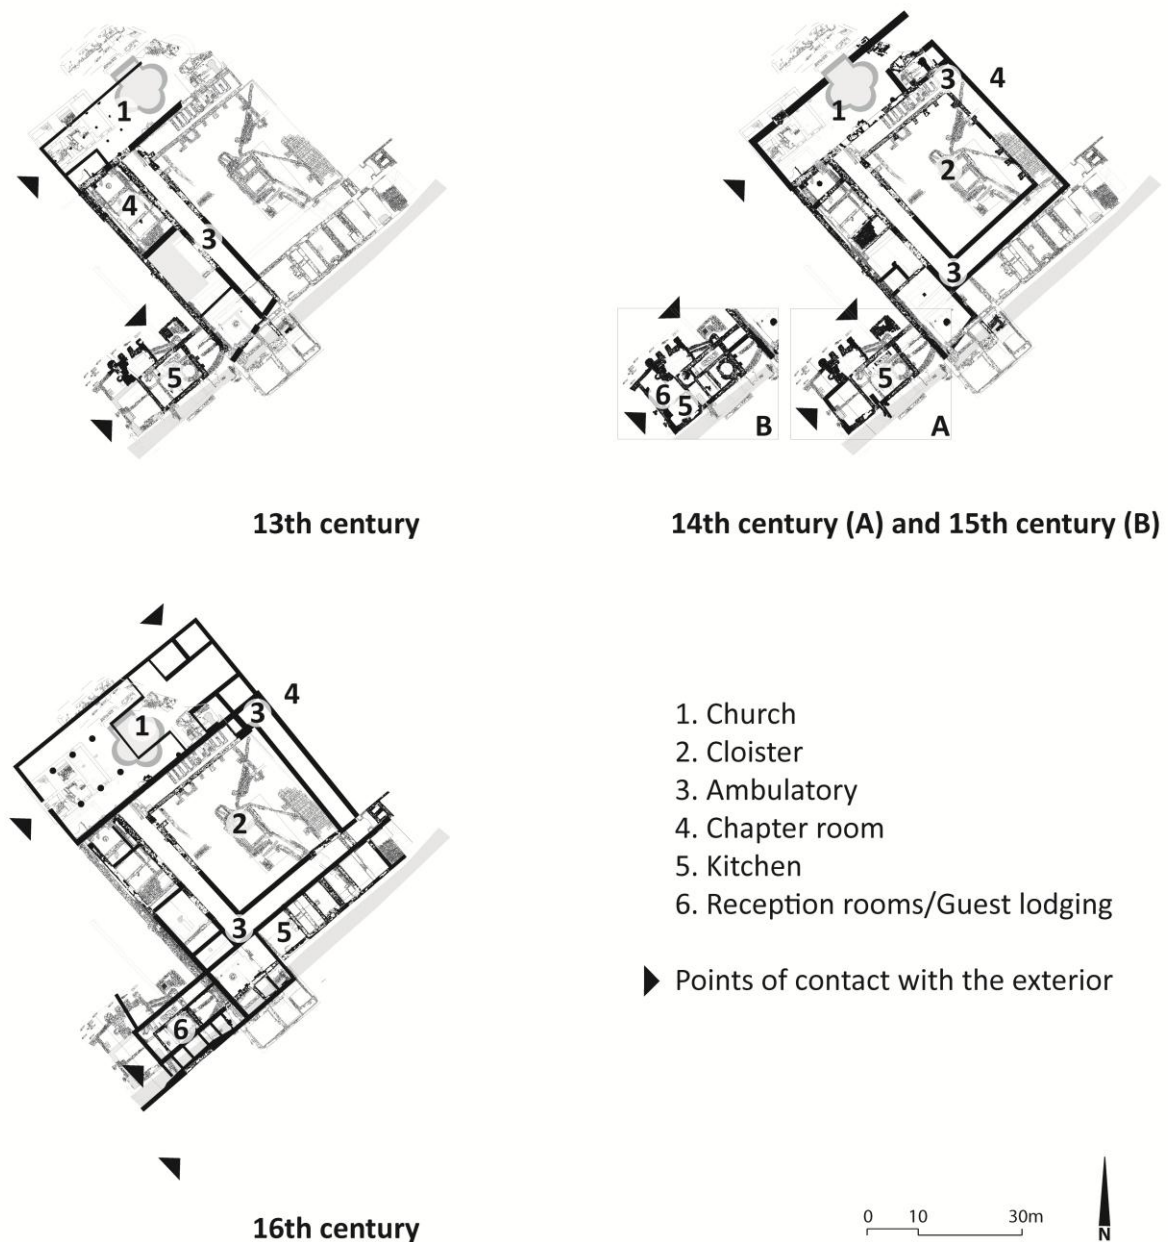 1
4
3
5
13th century
3
4
1
2
3
6
5
B
5
A
14th century (A) and 15th century (B)
4
3
1
2
3
5
6
16th century
1. Church
2. Cloister
3. Ambulatory
4. Chapter room
5. Kitchen
6. Reception rooms/Guest lodging
Points of contact with the exterior
0 10 30m
N